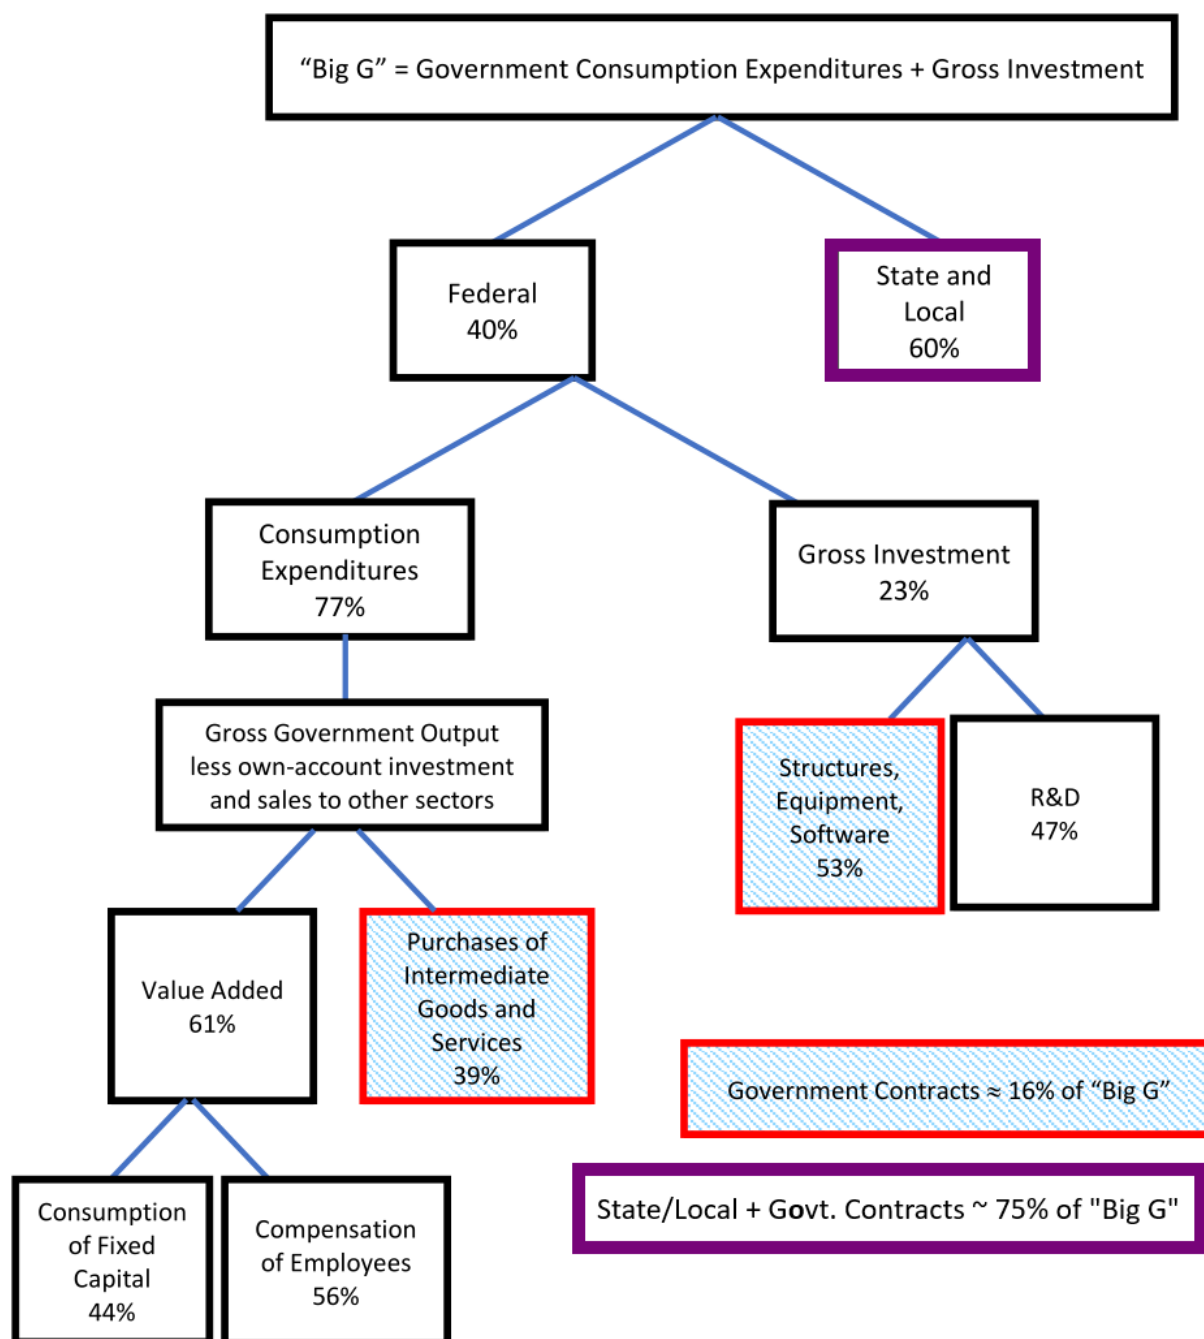 “Big G” = Government Consumption Expenditures + Gross Investment
Federal
40%
State and
Local
60%
Consumption
Expenditures
77%
Gross Investment
23%
Gross Government Output
less own-account investment
and sales to other sectors
Structures,
Equipment,
Software
53%
R&D
47%
Value Added
61%
Purchases of
Intermediate
Goods and
Services
39%
Government Contracts ≈ 16% of “Big G”
State/Local + Govt. Contracts ~ 75% of "Big G"
Consumption
of Fixed
Capital
44%
Compensation
of Employees
56%